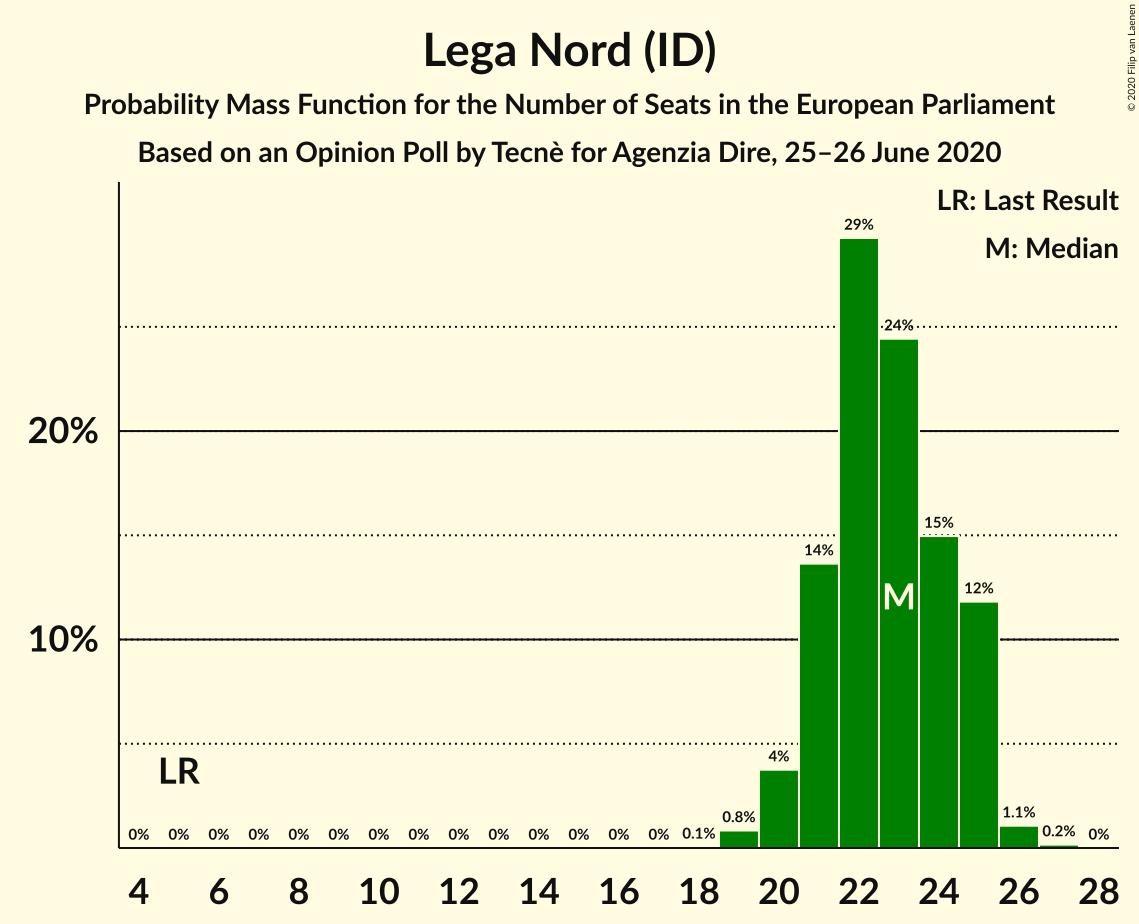 Lega Nord (ID)
Probability Mass Function for the Number of Seats in the European Parliament
Based on an Opinion Poll by Tecnè for Agenzia Dire, 25–26 June 2020
© 2020 Filip van Laenen
LR: Last Result
M: Median
29%
24%
20%
15%
14%
12%
M
10%
4%
LR
0% 0% 0% 0% 0% 0% 0% 0% 0% 0% 0% 0% 0% 0% 0.1% 0.8% 1.1% 0.2% 0%
4 6 8 10 12 14 16 18 20 22 24 26 28